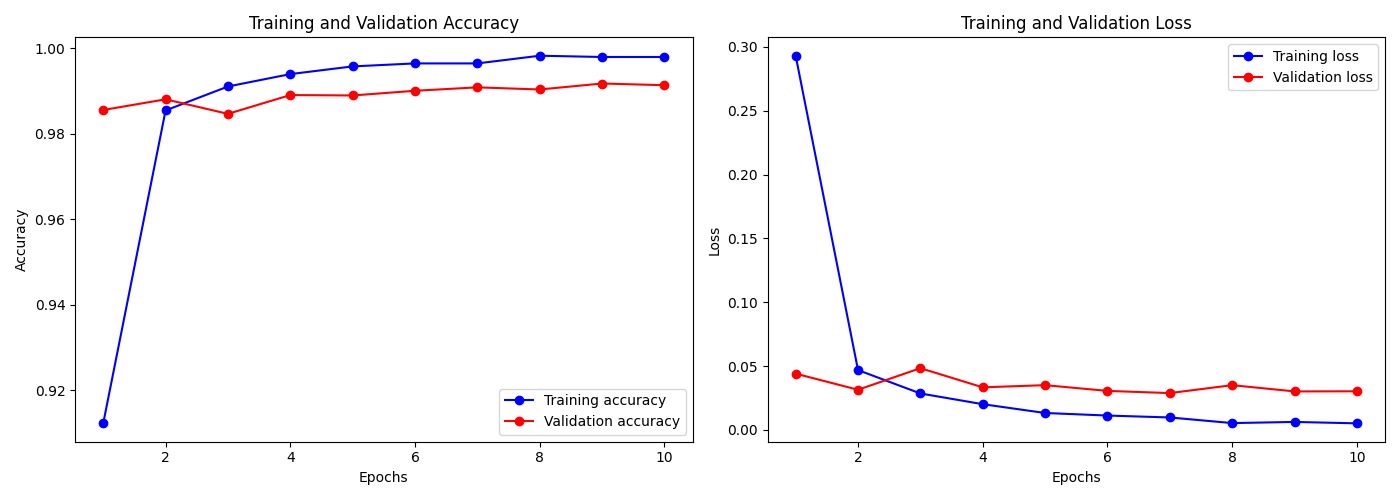 Training and Validation Accuracy
1.00
0.98
0.96
0.94
0.92
Accuracy
2 4 6 8 10
Epochs
Training accuracy
Validation accuracy
Training and Validation Loss
0.30
0.25
0.20
0.15
0.10
0.05
0.00
Loss
2 4 6 8 10
Epochs
Training loss
Validation loss